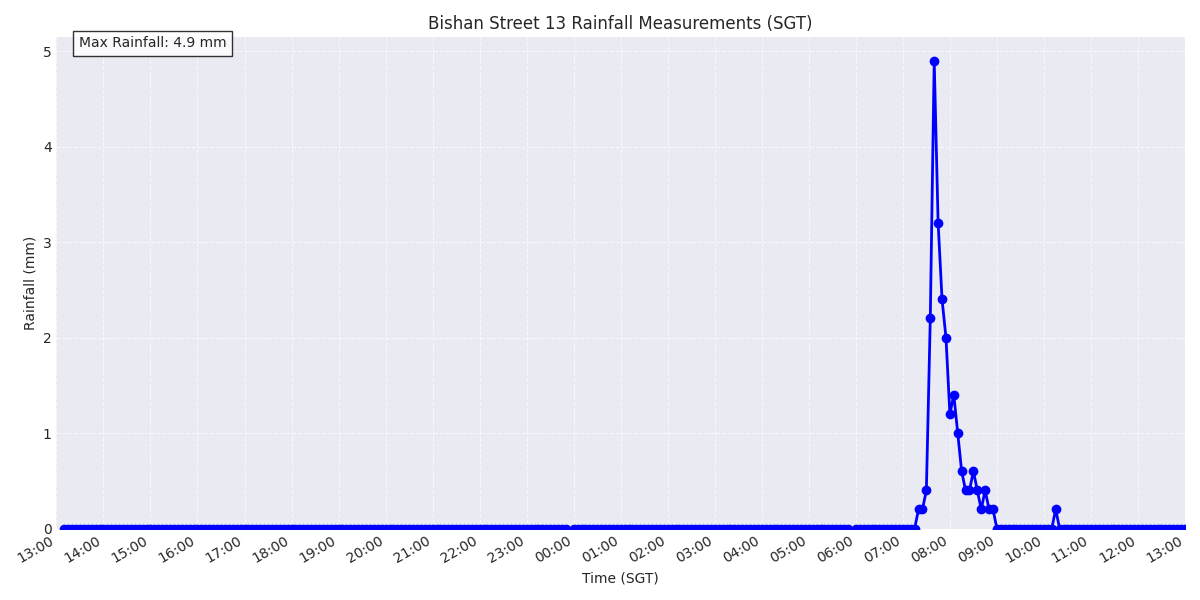 Bishan Street 13 Rainfall Measurements (SGT)
Max Rainfall: 4.9 mm
5
4
3
2
1
0
Rainfall (mm)
13:00 14:00 15:00 16:00 17:00 18:00 19:00 20:00 21:00 22:00 23:00 00:00 01:00 02:00 03:00 04:00 05:00 06:00 07:00 08:00 09:00 10:00 11:00 12:00 13:00
Time (SGT)